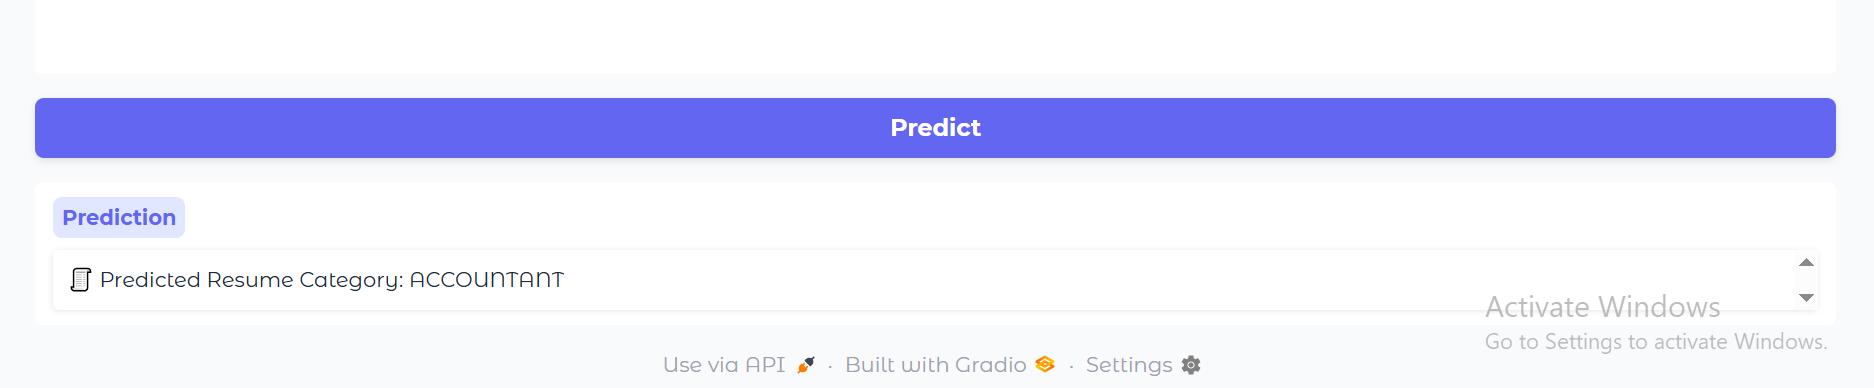 Predict
Prediction
Predicted Resume Category: ACCOUNTANT
Activate Windows
Go to Settings to activate Windows.
Use via API · Built with Gradio · Settings